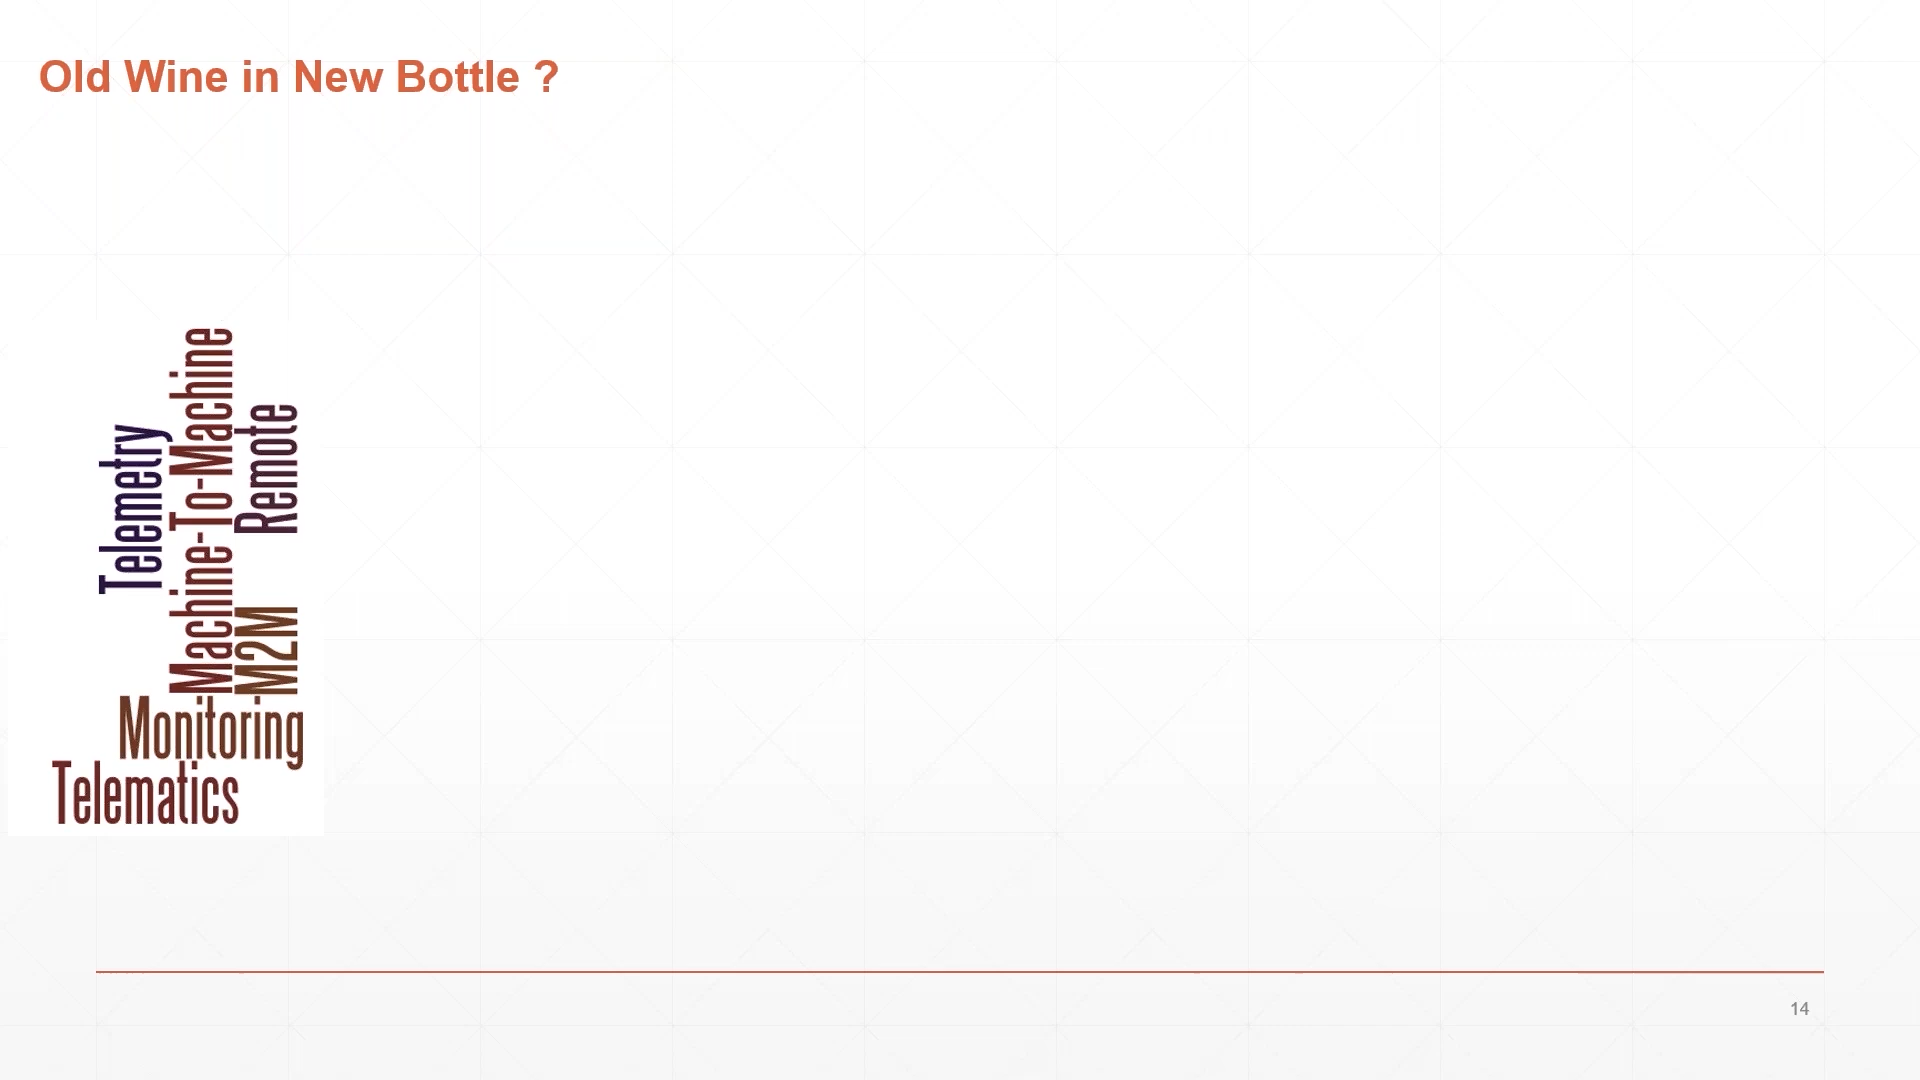 Old Wine in New Bottle ?
Telemetry
Machine-To-Machine
Remote
M2M
Monitoring
Telematics
14